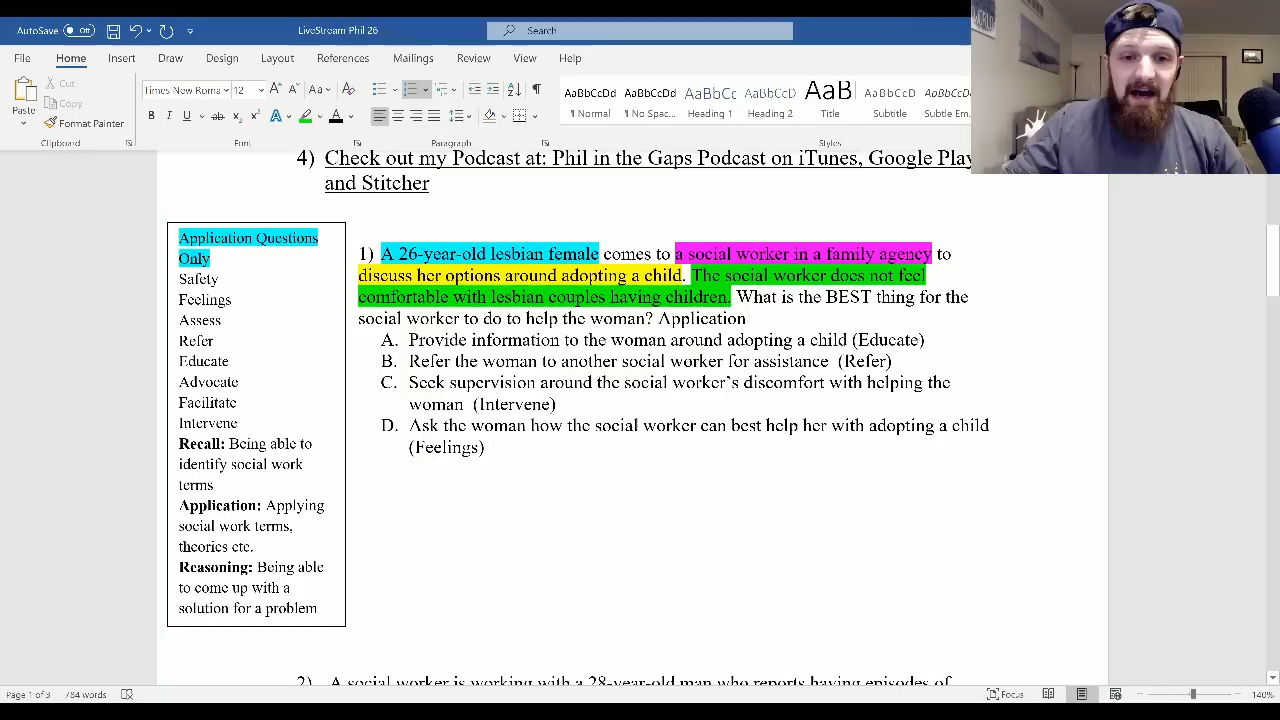 AutoSave Off LiveStream Phil 26 Search
File Home Insert Draw Design Layout References Mailings Review View Help
Cut
Copy
Paste Format Painter
Clipboard
Times New Roma 12
Font
Paragraph
AaBbCcDd AaBbCcDd AaBbCc AaBbCcD AaB AaBbCcD AaBbCcD
¶ Normal ¶ No Spac... Heading 1 Heading 2 Title Subtitle Subtle Em...
Styles
4) Check out my Podcast at: Phil in the Gaps Podcast on iTunes, Google Play
and Stitcher
Application Questions
Only
Safety
Feelings
Assess
Refer
Educate
Advocate
Facilitate
Intervene
Recall: Being able to
identify social work
terms
Application: Applying
social work terms,
theories etc.
Reasoning: Being able
to come up with a
solution for a problem
1) A 26-year-old lesbian female comes to a social worker in a family agency to
discuss her options around adopting a child. The social worker does not feel
comfortable with lesbian couples having children. What is the BEST thing for the
social worker to do to help the woman? Application
A. Provide information to the woman around adopting a child (Educate)
B. Refer the woman to another social worker for assistance (Refer)
C. Seek supervision around the social worker's discomfort with helping the
woman (Intervene)
D. Ask the woman how the social worker can best help her with adopting a child
(Feelings)
2) A social worker is working with a 28-year-old man who reports having episodes of
Page 1 of 3 784 words Focus 140%